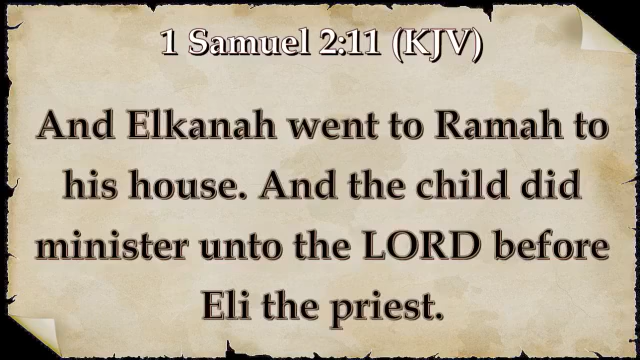 1 Samuel 2:11 (KJV)
And Elkanah went to Ramah to
his house. And the child did
minister unto the LORD before
Eli the priest.